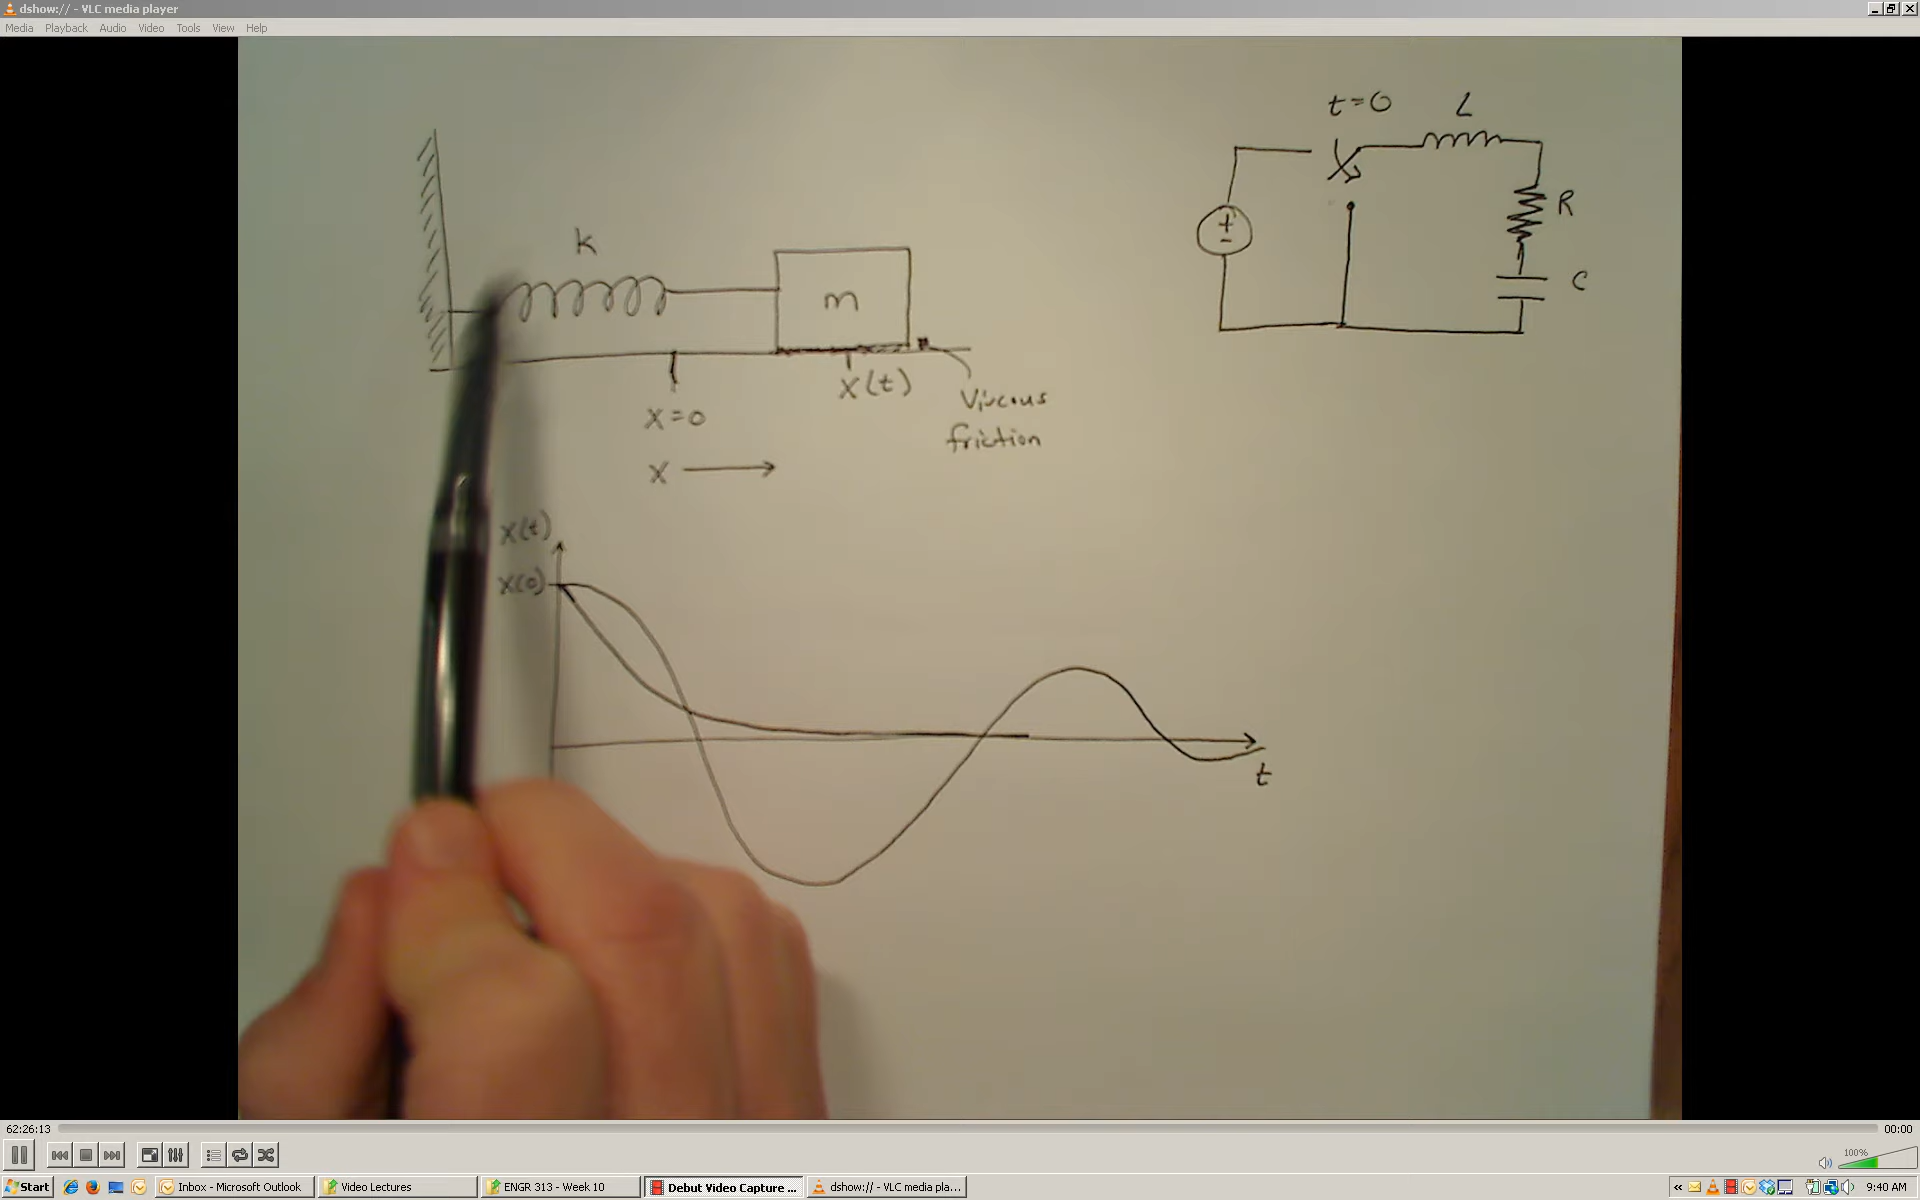 dshow:// - VLC media player
Media Playback Audio Video Tools View Help
t=0
L
R
C
+
-
k
m
x=0
x(t)
Viscous
friction
x
x(t)
x(0)
t
62:26:13
00:00
100%
Start
Inbox - Microsoft Outlook
Video Lectures
ENGR 313 - Week 10
Debut Video Capture ...
dshow:// - VLC media pla...
9:40 AM